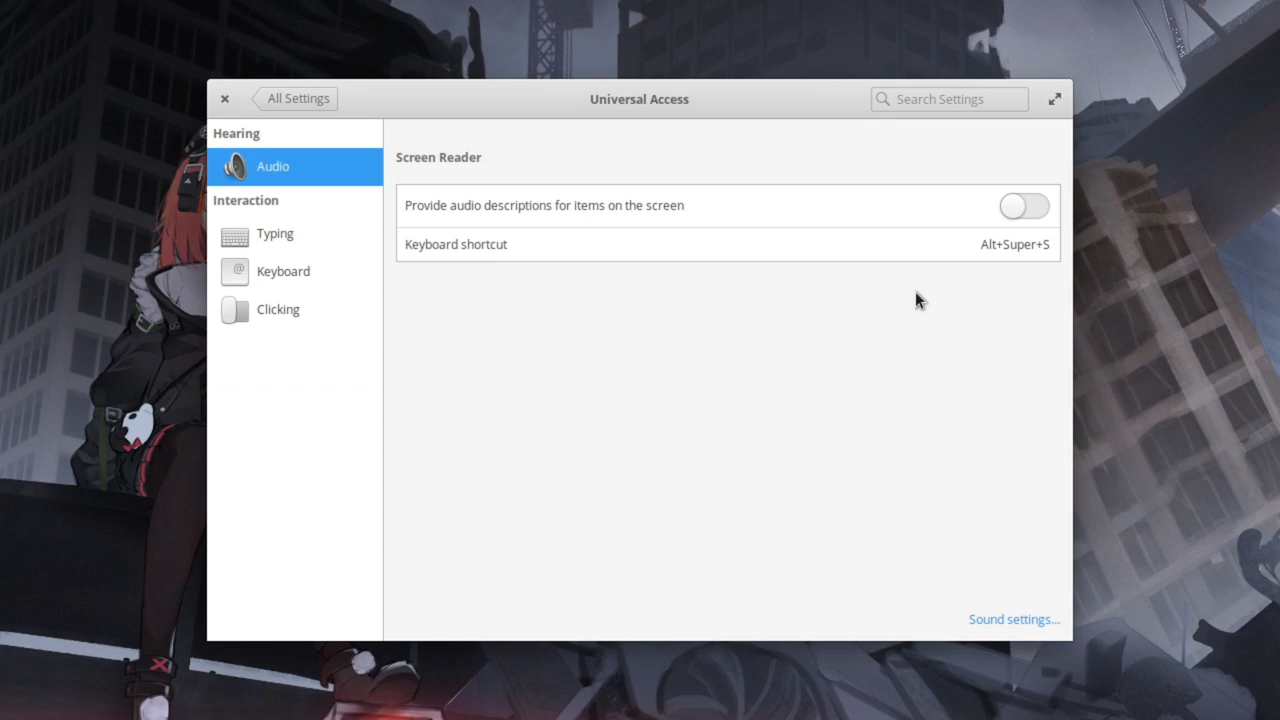 All Settings
Universal Access
Search Settings
Hearing
Audio
Interaction
Typing
Keyboard
Clicking
Screen Reader
Provide audio descriptions for items on the screen
Keyboard shortcut
Alt+Super+S
Sound settings...